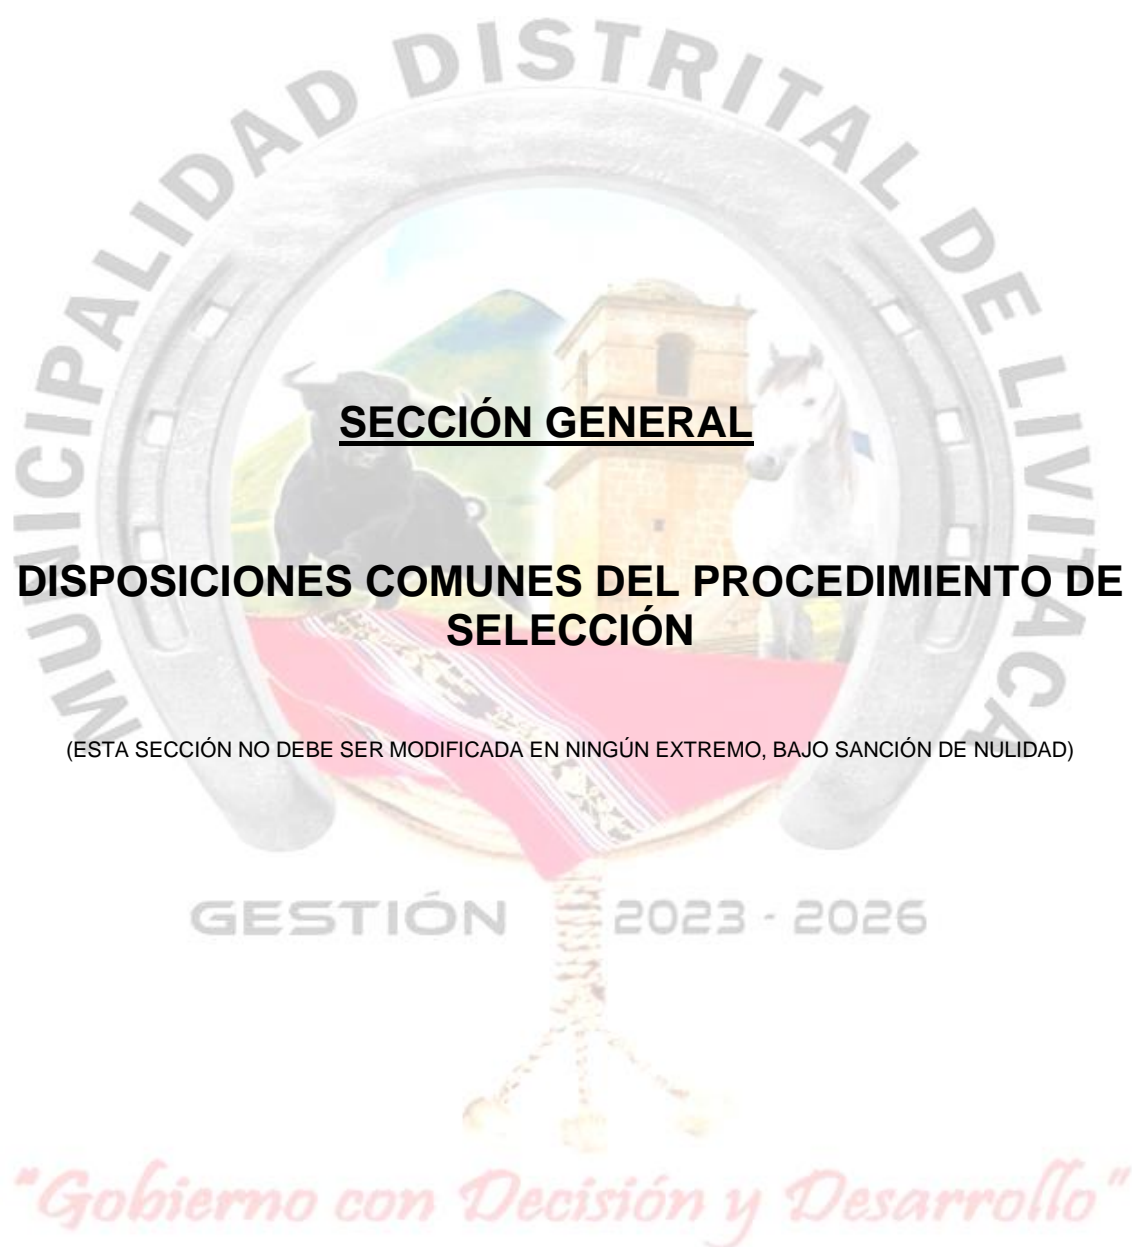 MUNICIPALIDAD DISTRITAL DE LIVITACA
SECCIÓN GENERAL
DISPOSICIONES COMUNES DEL PROCEDIMIENTO DE
SELECCIÓN
(ESTA SECCIÓN NO DEBE SER MODIFICADA EN NINGÚN EXTREMO, BAJO SANCIÓN DE NULIDAD)
GESTIÓN 2023 - 2026
"Gobierno con Decisión y Desarrollo"